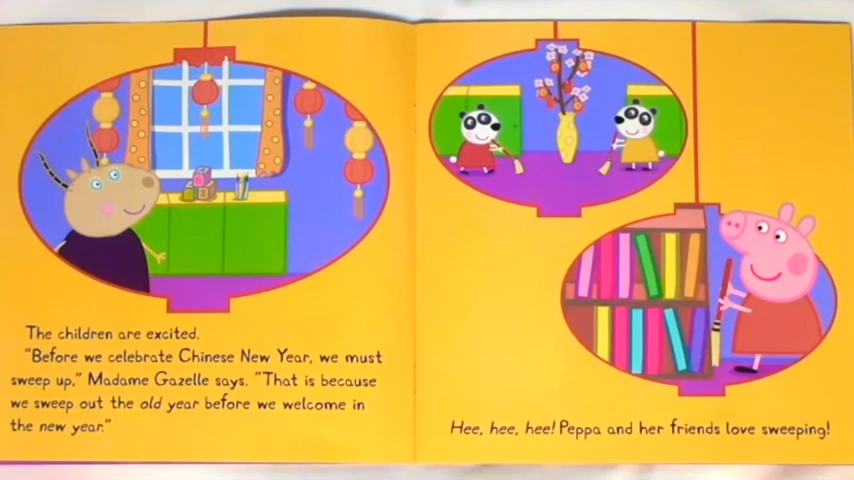 The children are excited.
"Before we celebrate Chinese New Year, we must
sweep up," Madame Gazelle says. "That is because
we sweep out the old year before we welcome in
the new year."
Hee, hee, hee! Peppa and her friends love sweeping!